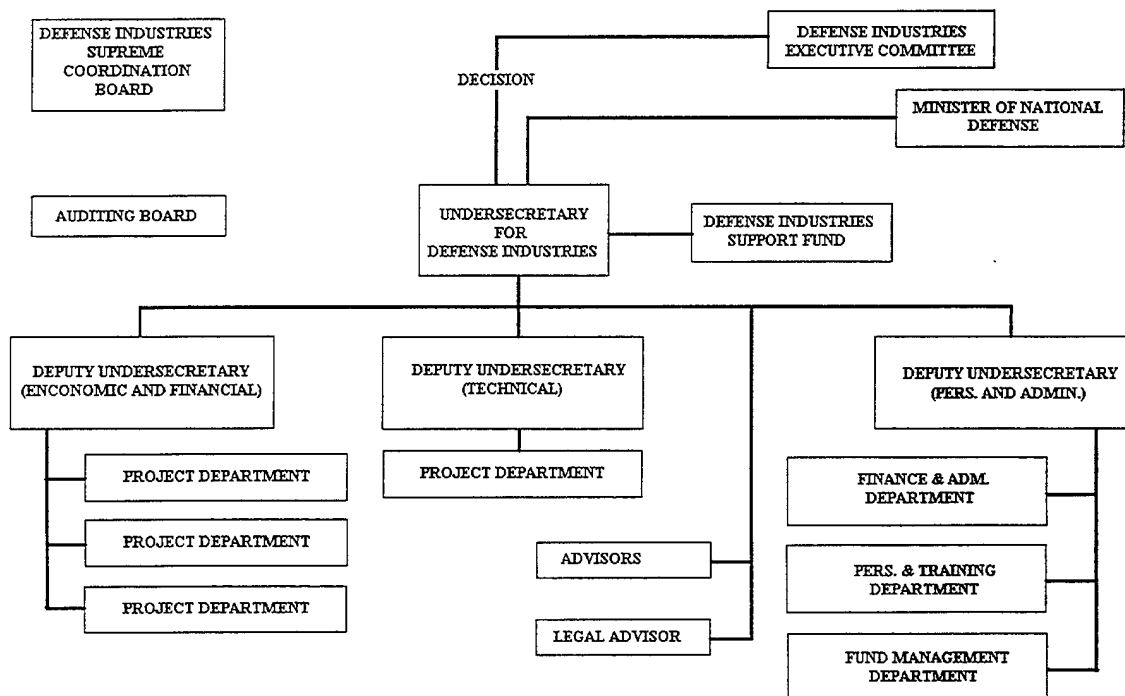 DEFENSE INDUSTRIES
SUPREME
COORDINATION
BOARD
DEFENSE INDUSTRIES
EXECUTIVE COMMITTEE
DECISION
MINISTER OF NATIONAL
DEFENSE
AUDITING BOARD
UNDERSECRETARY
FOR
DEFENSE INDUSTRIES
DEFENSE INDUSTRIES
SUPPORT FUND
DEPUTY UNDERSECRETARY
(ENCONOMIC AND FINANCIAL)
DEPUTY UNDERSECRETARY
(TECHNICAL)
DEPUTY UNDERSECRETARY
(PERS. AND ADMIN.)
PROJECT DEPARTMENT
PROJECT DEPARTMENT
PROJECT DEPARTMENT
PROJECT DEPARTMENT
ADVISORS
LEGAL ADVISOR
FINANCE & ADM.
DEPARTMENT
PERS. & TRAINING
DEPARTMENT
FUND MANAGEMENT
DEPARTMENT